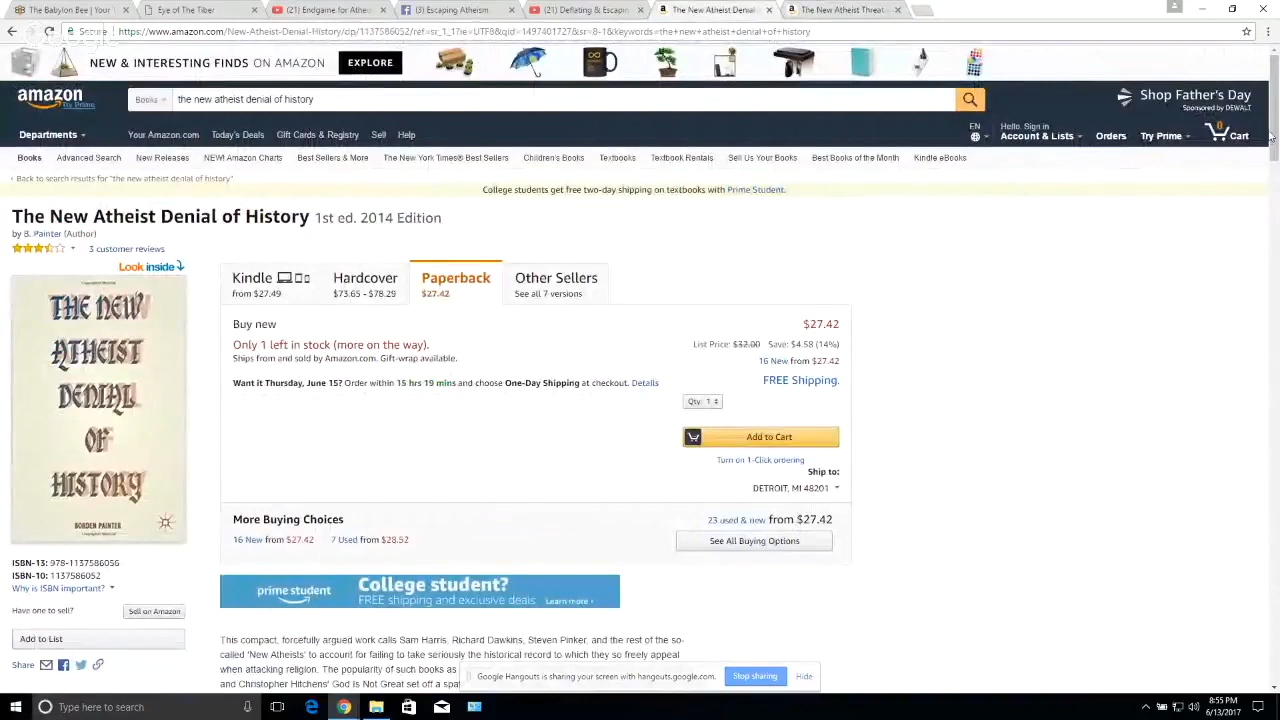 The Babylon Bee | Your
Eye of The Tiber
(21) Endgame for Athe
(3) Escaping Atheism
(21) Deflating & Escapin
The New Atheist Denial
The New Atheist Threat
Secure https://www.amazon.com/New-Atheist-Denial-History/dp/1137586052/ref=sr_1_1?ie=UTF8&qid=1497401727&sr=8-1&keywords=the+new+atheist+denial+of+history
NEW & INTERESTING FINDS ON AMAZON EXPLORE
amazon
Try Prime
Books
the new atheist denial of history
Shop Father's Day
Sponsored by DEWALT
Departments
Your Amazon.com Today's Deals Gift Cards & Registry Sell Help
EN
Hello. Sign in
Account & Lists Orders Try Prime 0 Cart
Books Advanced Search New Releases NEW! Amazon Charts Best Sellers & More The New York Times® Best Sellers Children's Books Textbooks Textbook Rentals Sell Us Your Books Best Books of the Month Kindle eBooks
‹ Back to search results for "the new atheist denial of history"
College students get free two-day shipping on textbooks with Prime Student.
The New Atheist Denial of History 1st ed. 2014 Edition
by B. Painter (Author)
3 customer reviews
Look inside
THE NEW
ATHEIST
DENIAL
OF
HISTORY
BORDEN PAINTER
Kindle
from $27.49
Hardcover
$73.65 - $78.29
Paperback
$27.42
Other Sellers
See all 7 versions
Buy new $27.42
Only 1 left in stock (more on the way).
Ships from and sold by Amazon.com. Gift-wrap available.
List Price: $32.00 Save: $4.58 (14%)
16 New from $27.42
FREE Shipping.
Want it Thursday, June 15? Order within 15 hrs 19 mins and choose One-Day Shipping at checkout. Details
Qty: 1
Add to Cart
Turn on 1-Click ordering
Ship to:
DETROIT, MI 48201
More Buying Choices
23 used & new from $27.42
16 New from $27.42 7 Used from $28.52
See All Buying Options
ISBN-13: 978-1137586056
ISBN-10: 1137586052
Why is ISBN important?
Have one to sell? Sell on Amazon
Add to List
Share
prime student
College student?
FREE shipping and exclusive deals Learn more ›
This compact, forcefully argued work calls Sam Harris, Richard Dawkins, Steven Pinker, and the rest of the so-
called 'New Atheists' to account for failing to take seriously the historical record to which they so freely appeal
when attacking religion. The popularity of such books as
and Christopher Hitchens' God Is Not Great set off a spa
Google Hangouts is sharing your screen with hangouts.google.com. Stop sharing Hide
Type here to search
8:55 PM
6/13/2017